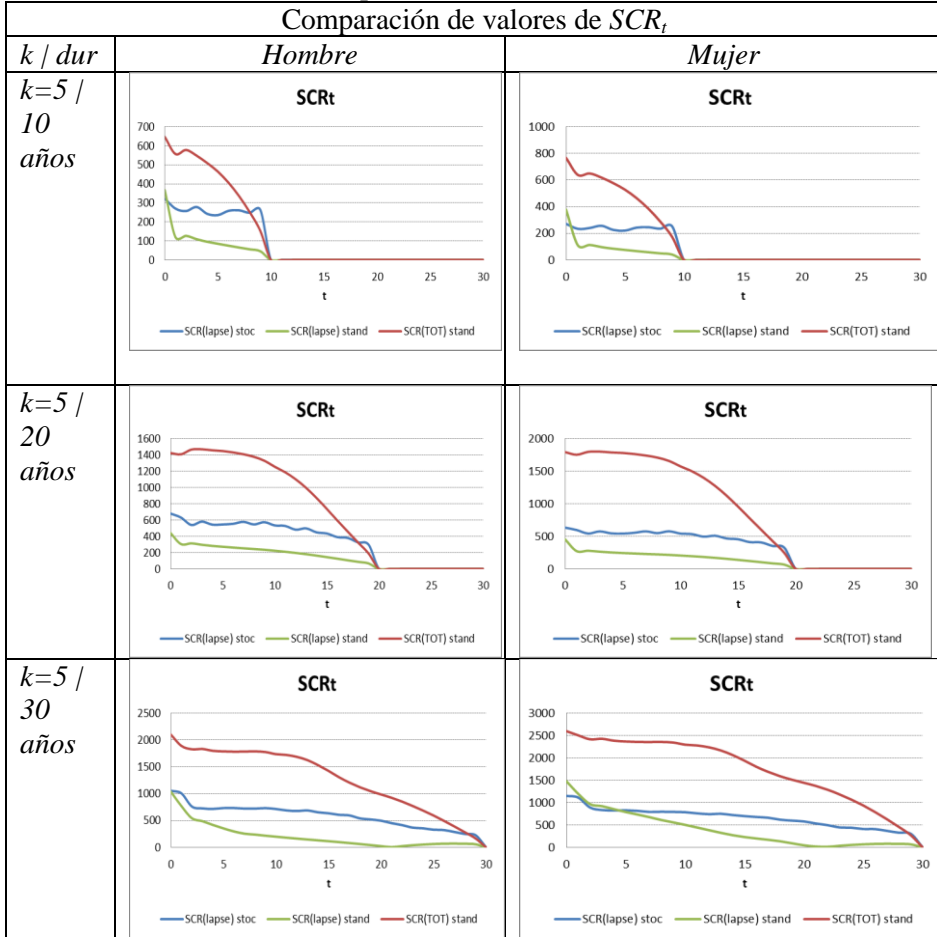 Comparación de valores de SCRt
k / dur Hombre Mujer
k=5 /
10
años
SCRt
700
600
500
400
300
200
100
0
0 5 10 15 20 25 30
t
SCR(lapse) stoc SCR(lapse) stand SCR(TOT) stand
SCRt
1000
800
600
400
200
0
0 5 10 15 20 25 30
t
SCR(lapse) stoc SCR(lapse) stand SCR(TOT) stand
k=5 /
20
años
SCRt
1600
1400
1200
1000
800
600
400
200
0
0 5 10 15 20 25 30
t
SCR(lapse) stoc SCR(lapse) stand SCR(TOT) stand
SCRt
2000
1500
1000
500
0
0 5 10 15 20 25 30
t
SCR(lapse) stoc SCR(lapse) stand SCR(TOT) stand
k=5 /
30
años
SCRt
2500
2000
1500
1000
500
0
0 5 10 15 20 25 30
t
SCR(lapse) stoc SCR(lapse) stand SCR(TOT) stand
SCRt
3000
2500
2000
1500
1000
500
0
0 5 10 15 20 25 30
t
SCR(lapse) stoc SCR(lapse) stand SCR(TOT) stand